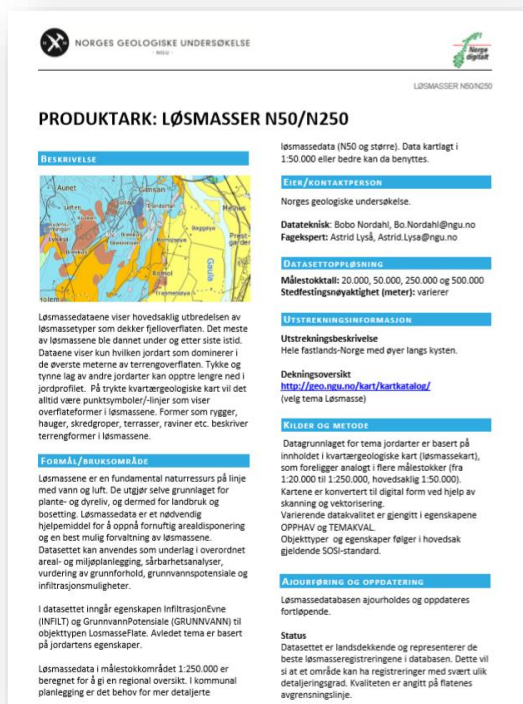 NORGES GEOLOGISKE UNDERSØKELSE
- NGU -
Norge
digitalt
LØSMASSER N50/N250
PRODUKTARK: LØSMASSER N50/N250
BESKRIVELSE
Aunet
Gimsan
Melhus
Gaula
Løsmassedataene viser hovedsaklig utbredelsen av
løsmassetyper som dekker fjelloverflaten. Det meste
av løsmassene ble dannet under og etter siste istid.
Dataene viser kun hvilken jordart som dominerer i
de øverste meterne av terrengoverflaten. Tykke og
tynne lag av andre jordarter kan opptre lengre ned i
jordprofilet. På trykte kvartærgeologiske kart vil det
alltid være punktsymboler/-linjer som viser
overflateformer i løsmassene. Former som rygger,
hauger, skredgroper, terrasser, raviner etc. beskriver
terrengformer i løsmassene.
FORMÅL/BRUKSOMRÅDE
Løsmassene er en fundamental naturressurs på linje
med vann og luft. De utgjør selve grunnlaget for
plante- og dyreliv, og dermed for landbruk og
bosetting. Løsmassedata er et nødvendig
hjelpemiddel for å oppnå fornuftig arealdisponering
og en best mulig forvaltning av løsmassene.
Datasettet kan anvendes som underlag i overordnet
areal- og miljøplanlegging, sårbarhetsanalyser,
vurdering av grunnforhold, grunnvannspotensiale og
infiltrasjonsmuligheter.
I datasettet inngår egenskapen InfiltrasjonEvne
(INFILT) og GrunnvannPotensiale (GRUNNVANN) til
objekttypen LosmasseFlate. Avledet tema er basert
på jordartens egenskaper.
Løsmassedata i målestokkområdet 1:250.000 er
beregnet for å gi en regional oversikt. I kommunal
planlegging er det behov for mer detaljerte
løsmassedata (N50 og større). Data kartlagt i
1:50.000 eller bedre kan da benyttes.
EIER/KONTAKTPERSON
Norges geologiske undersøkelse.
Datateknisk: Bobo Nordahl, Bo.Nordahl@ngu.no
Fagekspert: Astrid Lyså, Astrid.Lysa@ngu.no
DATASETTOPPLØSNING
Målestokktall: 20.000, 50.000, 250.000 og 500.000
Stedfestingsnøyaktighet (meter): varierer
UTSTREKNINGSINFORMASJON
Utstrekningsbeskrivelse
Hele fastlands-Norge med øyer langs kysten.
Dekningsoversikt
http://geo.ngu.no/kart/kartkatalog/
(velg tema Løsmasse)
KILDER OG METODE
Datagrunnlaget for tema jordarter er basert på
innholdet i kvartærgeologiske kart (løsmassekart),
som foreligger analogt i flere målestokker (fra
1:20.000 til 1:250.000, hovedsaklig 1:50.000).
Kartene er konvertert til digital form ved hjelp av
skanning og vektorisering.
Varierende datakvalitet er gjengitt i egenskapene
OPPHAV og TEMAKVAL.
Objekttyper og egenskaper følger i hovedsak
gjeldende SOSI-standard.
AJOURFØRING OG OPPDATERING
Løsmassedatabasen ajourholdes og oppdateres
fortløpende.
Status
Datasettet er landsdekkende og representerer de
beste løsmasseregistreringene i databasen. Dette vil
si at et område kan ha registreringer med svært ulik
detaljeringsgrad. Kvaliteten er angitt på flatenes
avgrensningslinje.